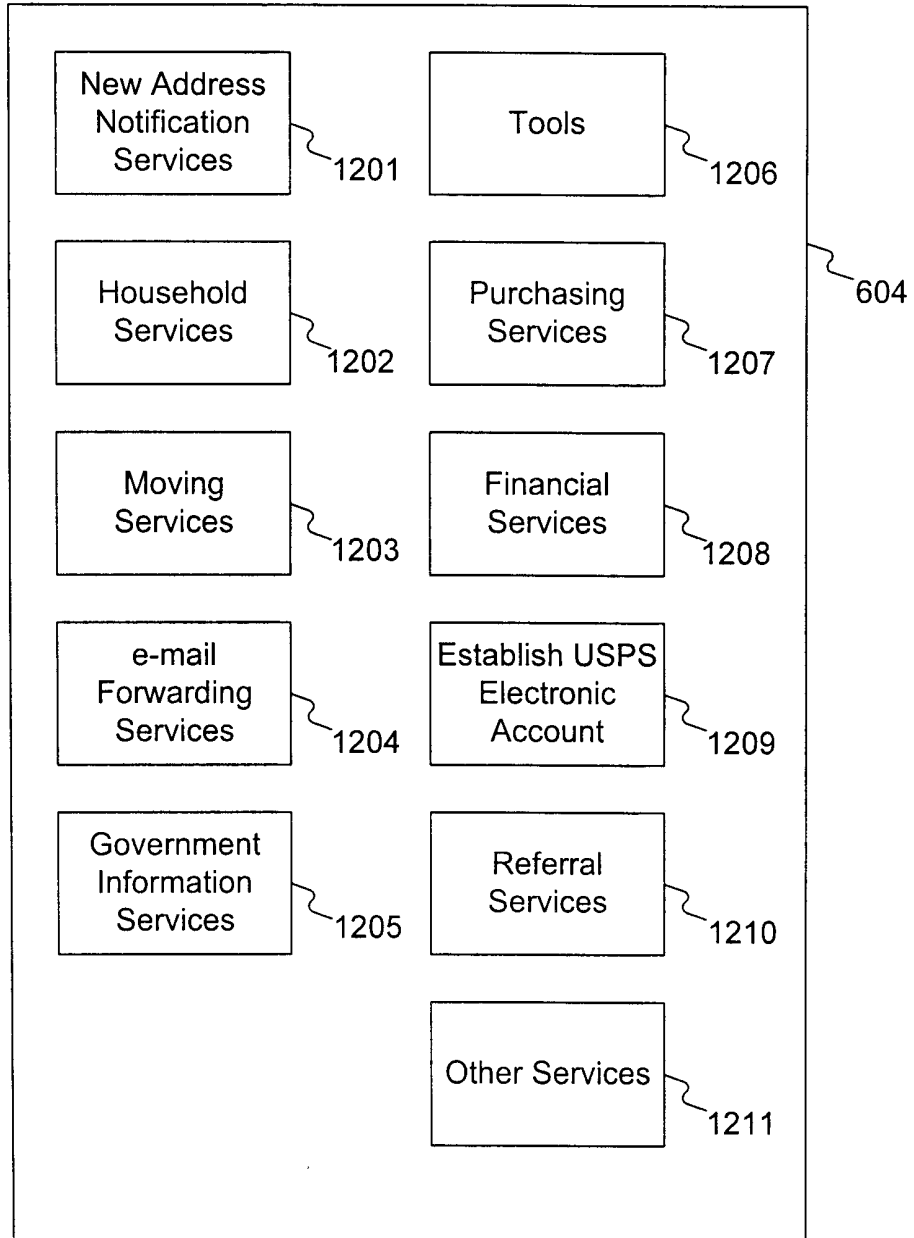 New Address
Notification
Services
1201
Tools
1206
604
Household
Services
1202
Purchasing
Services
1207
Moving
Services
1203
Financial
Services
1208
e-mail
Forwarding
Services
1204
Establish USPS
Electronic
Account
1209
Government
Information
Services
1205
Referral
Services
1210
Other Services
1211